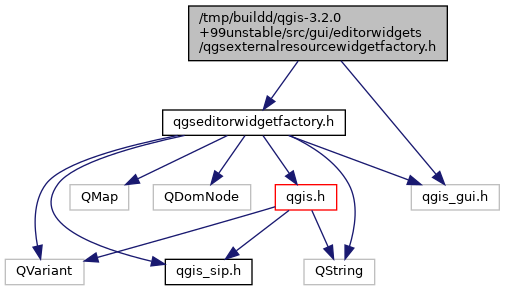 /tmp/buildd/qgis-3.2.0
+99unstable/src/gui/editorwidgets
/qgsexternalresourcewidgetfactory.h
qgseditorwidgetfactory.h
QMap
QDomNode
qgis.h
qgis_gui.h
QVariant
qgis_sip.h
QString